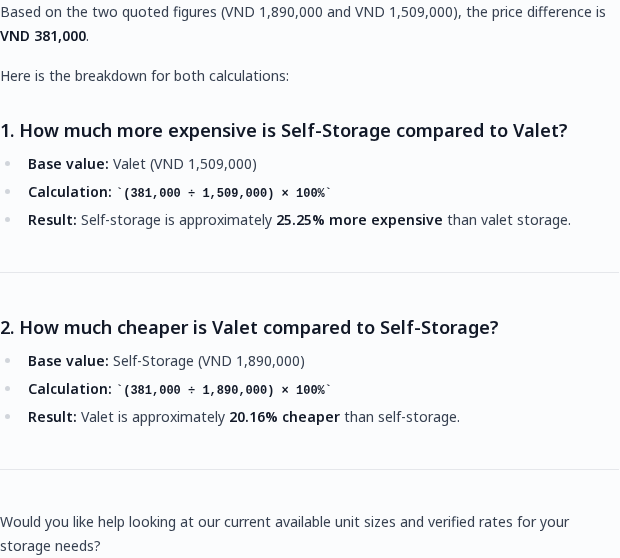 Based on the two quoted figures (VND 1,890,000 and VND 1,509,000), the price difference is
VND 381,000.
Here is the breakdown for both calculations:
1. How much more expensive is Self-Storage compared to Valet?
Base value: Valet (VND 1,509,000)
Calculation: `(381,000 ÷ 1,509,000) × 100%`
Result: Self-storage is approximately 25.25% more expensive than valet storage.
2. How much cheaper is Valet compared to Self-Storage?
Base value: Self-Storage (VND 1,890,000)
Calculation: `(381,000 ÷ 1,890,000) × 100%`
Result: Valet is approximately 20.16% cheaper than self-storage.
Would you like help looking at our current available unit sizes and verified rates for your
storage needs?